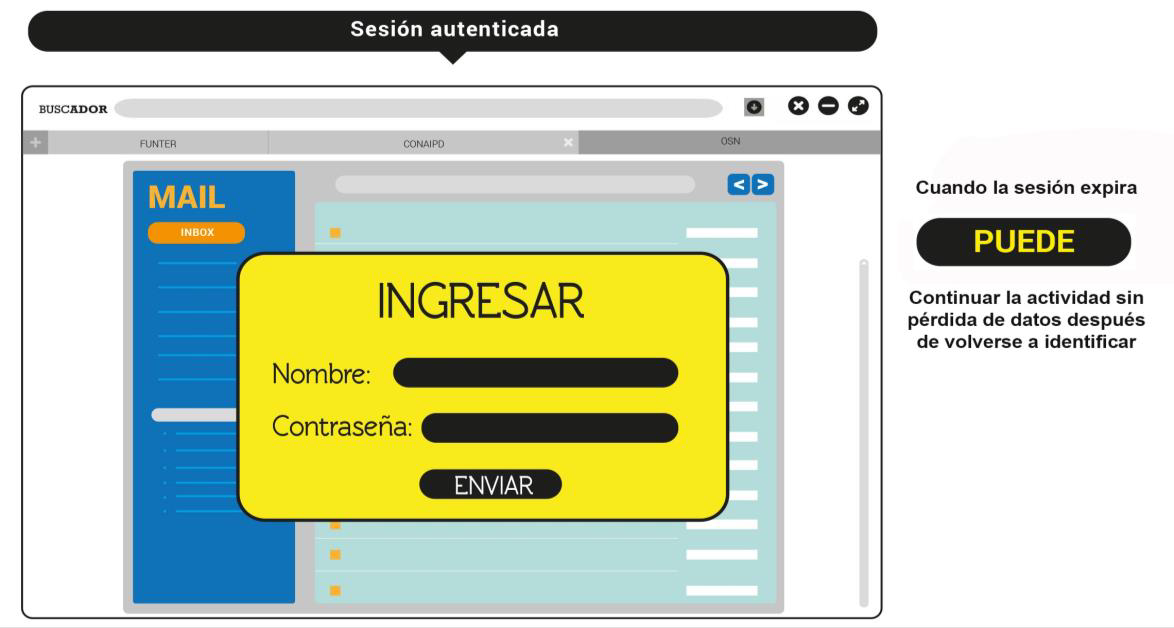 Sesión autenticada
BUSCADOR
FUNTER
CONAIPD
OSN
MAIL
INBOX
INGRESAR
Nombre:
Contraseña:
ENVIAR
Cuando la sesión expira
PUEDE
Continuar la actividad sin
pérdida de datos después
de volverse a identificar